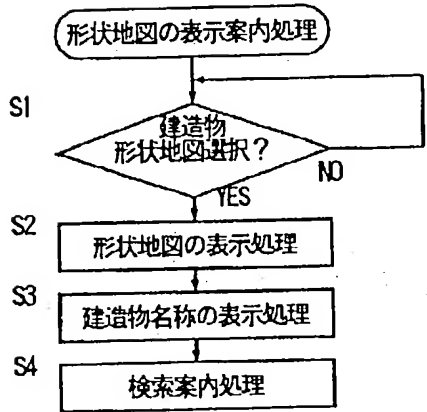 形状地図の表示案内処理
S1
建造物
形状地図選択？
NO
YES
S2
形状地図の表示処理
S3
建造物名称の表示処理
S4
検索案内処理